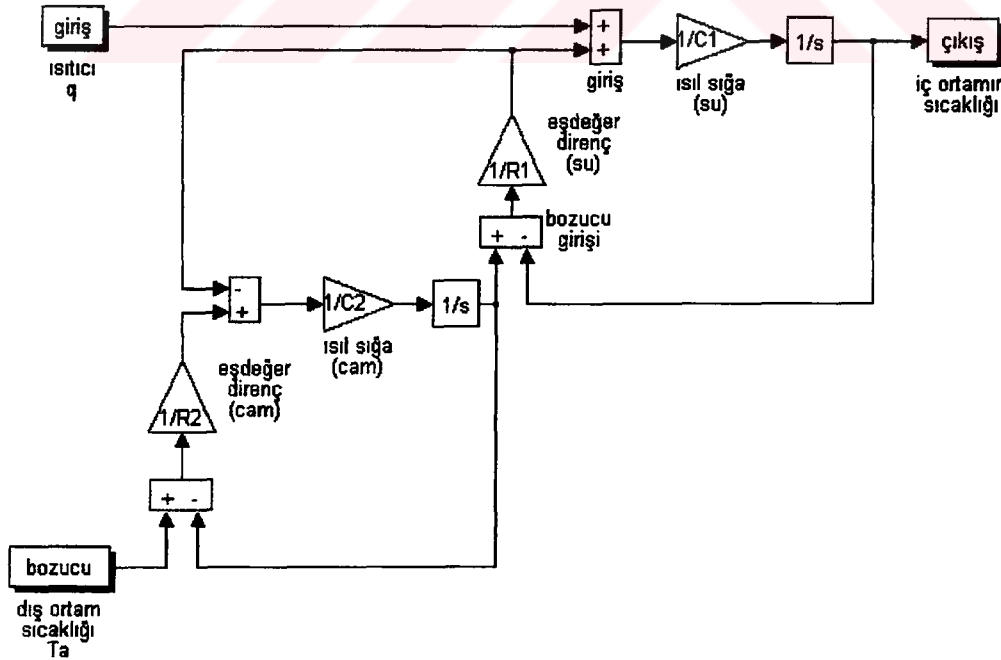 giriş
ısıtıcı
q
+
+
giriş
1/C1
ısıl sığa
(su)
1/s
çıkış
iç ortamın
sıcaklığı
1/R1
eşdeğer
direnç
(su)
+ -
bozucu
girişi
-
+
1/C2
ısıl sığa
(cam)
1/s
1/R2
eşdeğer
direnç
(cam)
+ -
bozucu
dış ortam
sıcaklığı
Ta